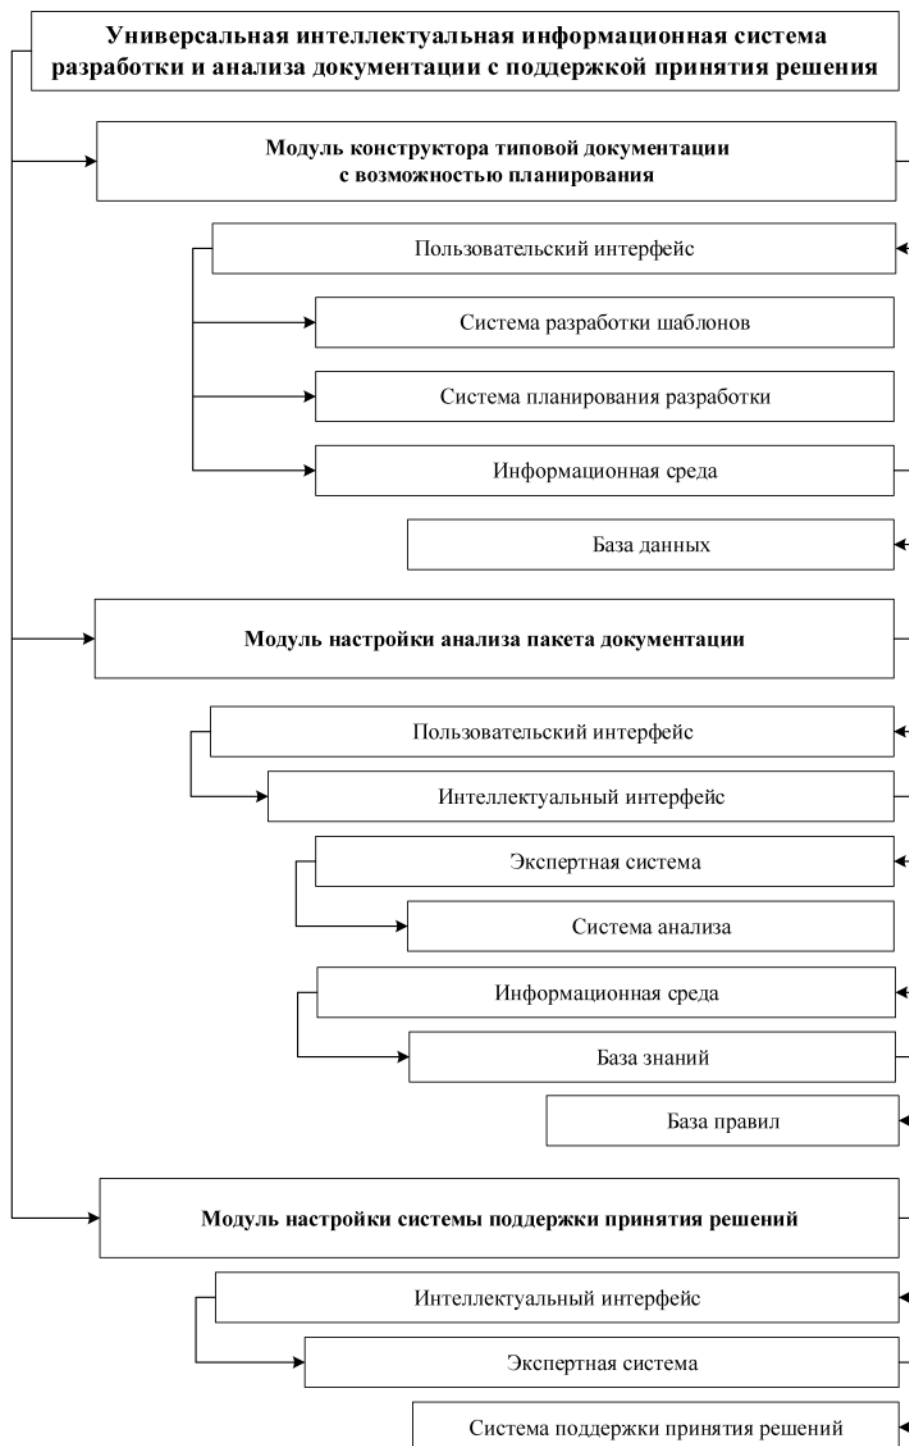 Универсальная интеллектуальная информационная система
разработки и анализа документации с поддержкой принятия решения
Модуль конструктора типовой документации
с возможностью планирования
Пользовательский интерфейс
Система разработки шаблонов
Система планирования разработки
Информационная среда
База данных
Модуль настройки анализа пакета документации
Пользовательский интерфейс
Интеллектуальный интерфейс
Экспертная система
Система анализа
Информационная среда
База знаний
База правил
Модуль настройки системы поддержки принятия решений
Интеллектуальный интерфейс
Экспертная система
Система поддержки принятия решений